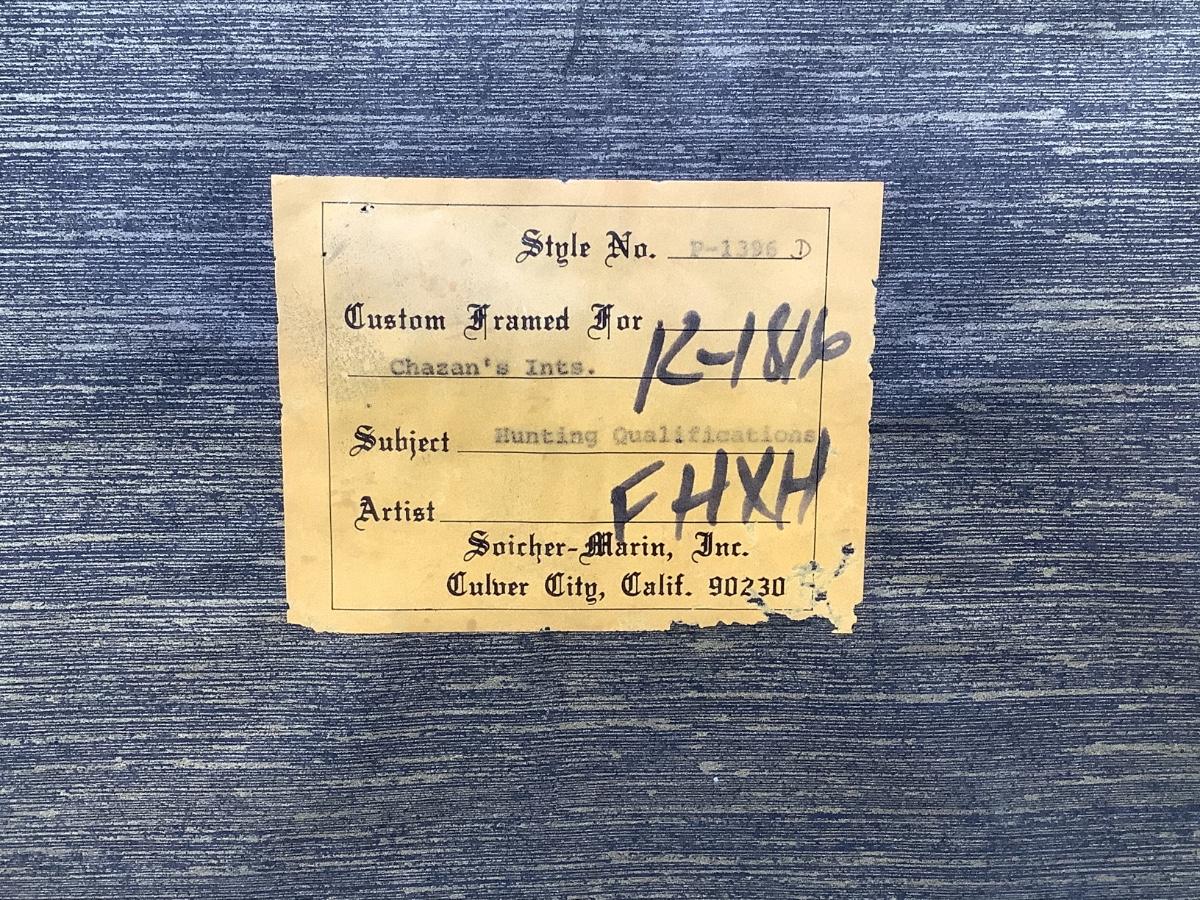 Style No. P-1396 D
Custom Framed For
Chazan's Ints. K-1816
Subject Hunting Qualifications
Artist FHXH
Soicher-Marin, Inc.
Culver City, Calif. 90230